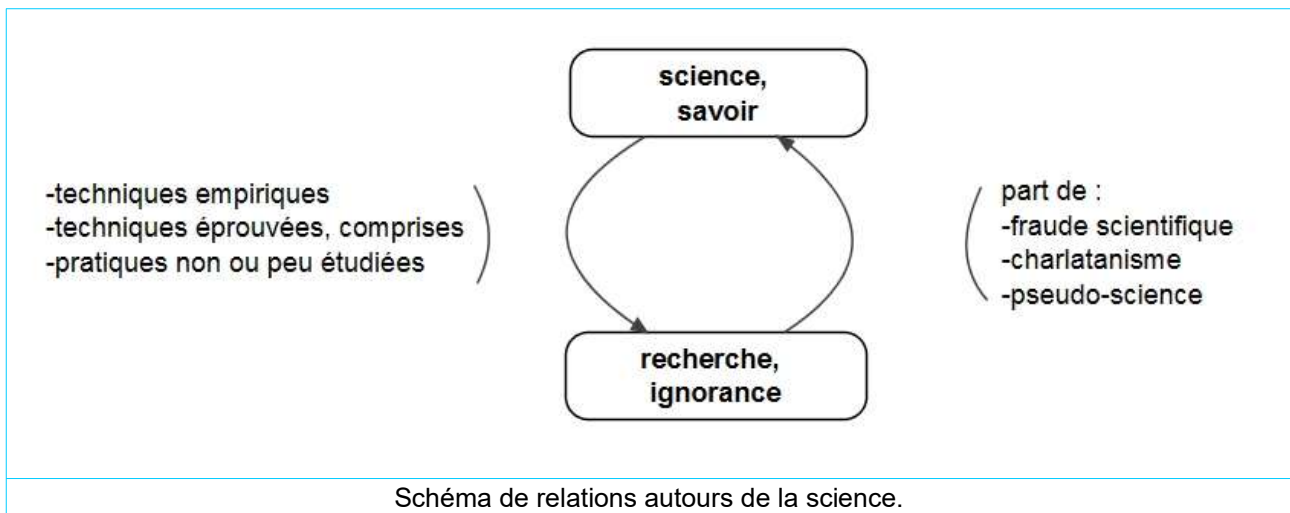 science,
savoir
-techniques empiriques
-techniques éprouvées, comprises
-pratiques non ou peu étudiées
part de :
-fraude scientifique
-charlatanisme
-pseudo-science
recherche,
ignorance
Schéma de relations autours de la science.